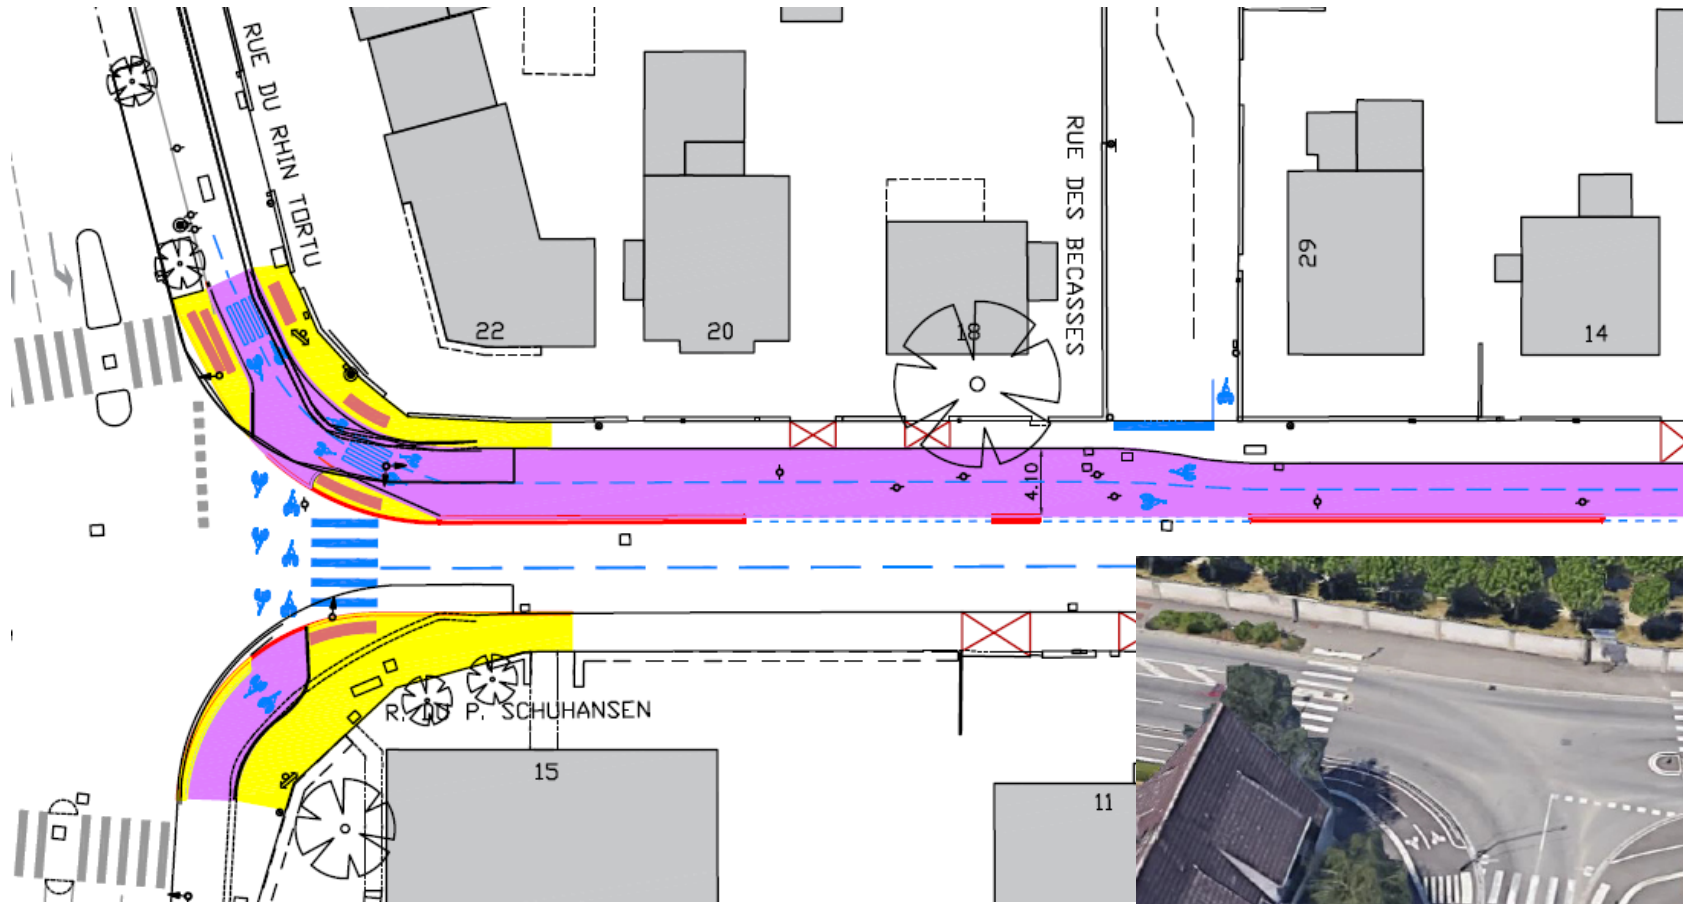 RUE DU RHIN TORTU
RUE DES BECASSES
22
20
18
29
14
4.10
R. DU P. SCHUHANSEN
15
11